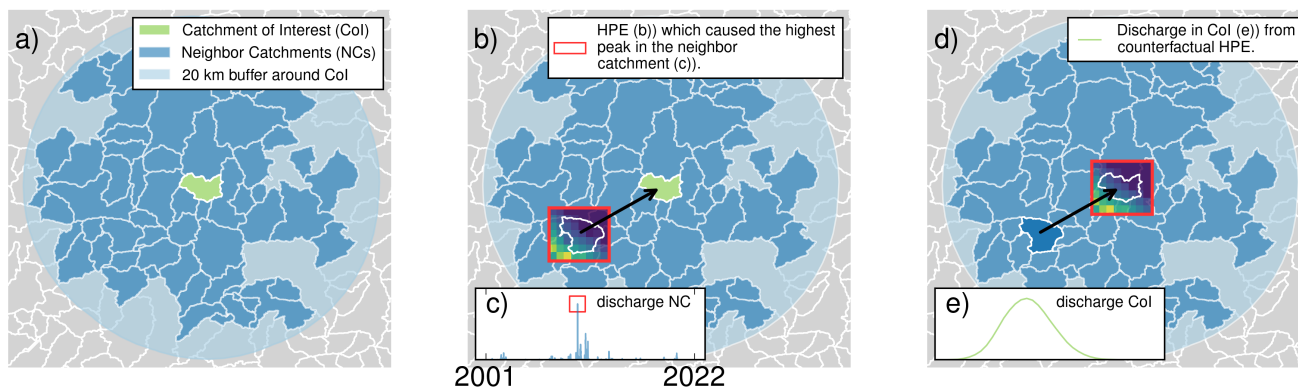 a)
Catchment of Interest (CoI)
Neighbor Catchments (NCs)
20 km buffer around CoI
b)
HPE (b)) which caused the highest
peak in the neighbor
catchment (c)).
c)
discharge NC
2001
2022
d)
Discharge in CoI (e)) from
counterfactual HPE.
e)
discharge CoI